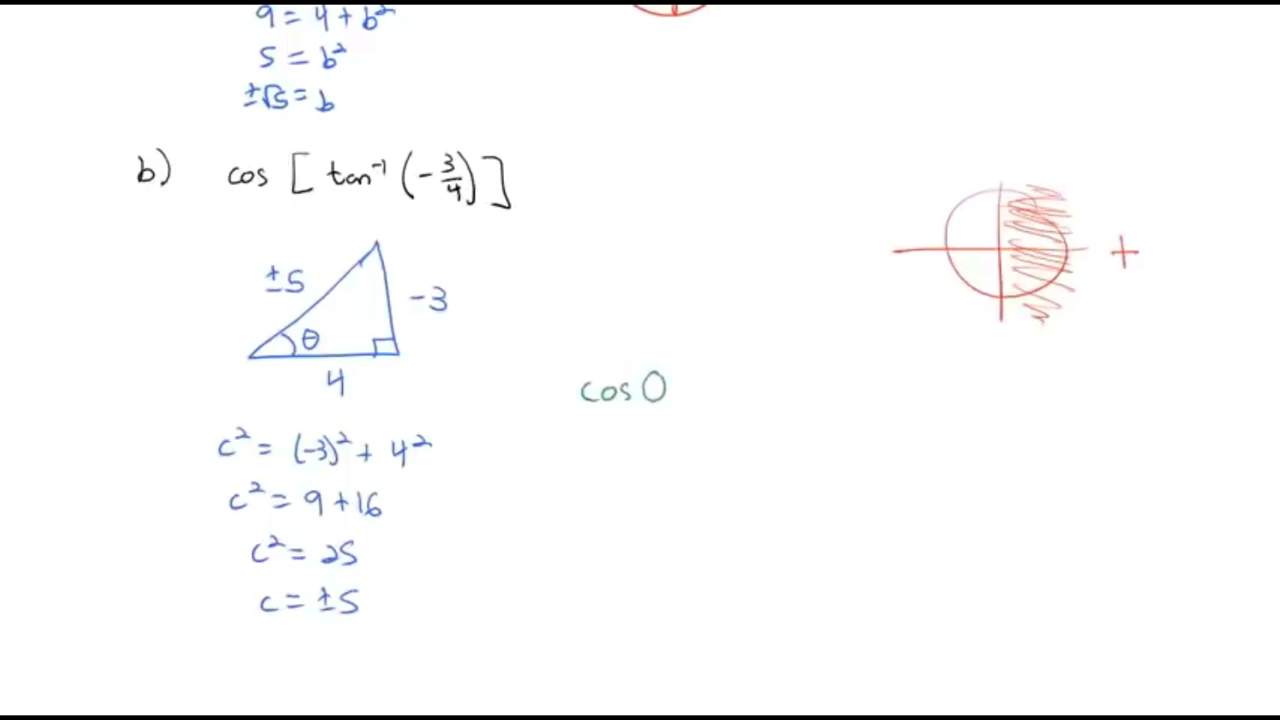 9 = 4 + b²
5 = b²
±√5 = b
b) cos [ tan⁻¹ (-3/4) ]
±5
-3
θ
4
+
cos O
c² = (-3)² + 4²
c² = 9 + 16
c² = 25
c = ±5